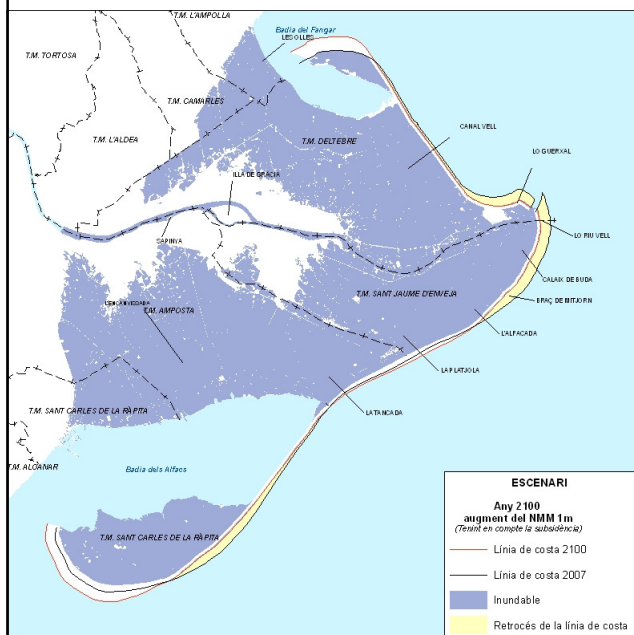 T.M. L'AMPOLLA
Badia del Fangar
LES OLLES
T.M. TORTOSA
T.M. CAMARLES
CANAL VELL
T.M. L'ALDEA
T.M. DELTEBRE
LO GUERXAL
ILLA DE GRÀCIA
LO RIU VELL
SAPINYA
CALAIX DE BUDA
T.M. SANT JAUME D'ENVEJA
BRAÇ DE MITJORN
T.M. AMPOSTA
L'ALFACADA
LA PLATJOLA
T.M. SANT CARLES DE LA RÀPITA
LA TANCADA
T.M. ALCANAR
Badia dels Alfacs
T.M. SANT CARLES DE LA RÀPITA
ESCENARI
Any 2100
augment del NMM 1m
(Tenint en compte la subsidència)
Línia de costa 2100
Línia de costa 2007
Inundable
Retrocés de la línia de costa